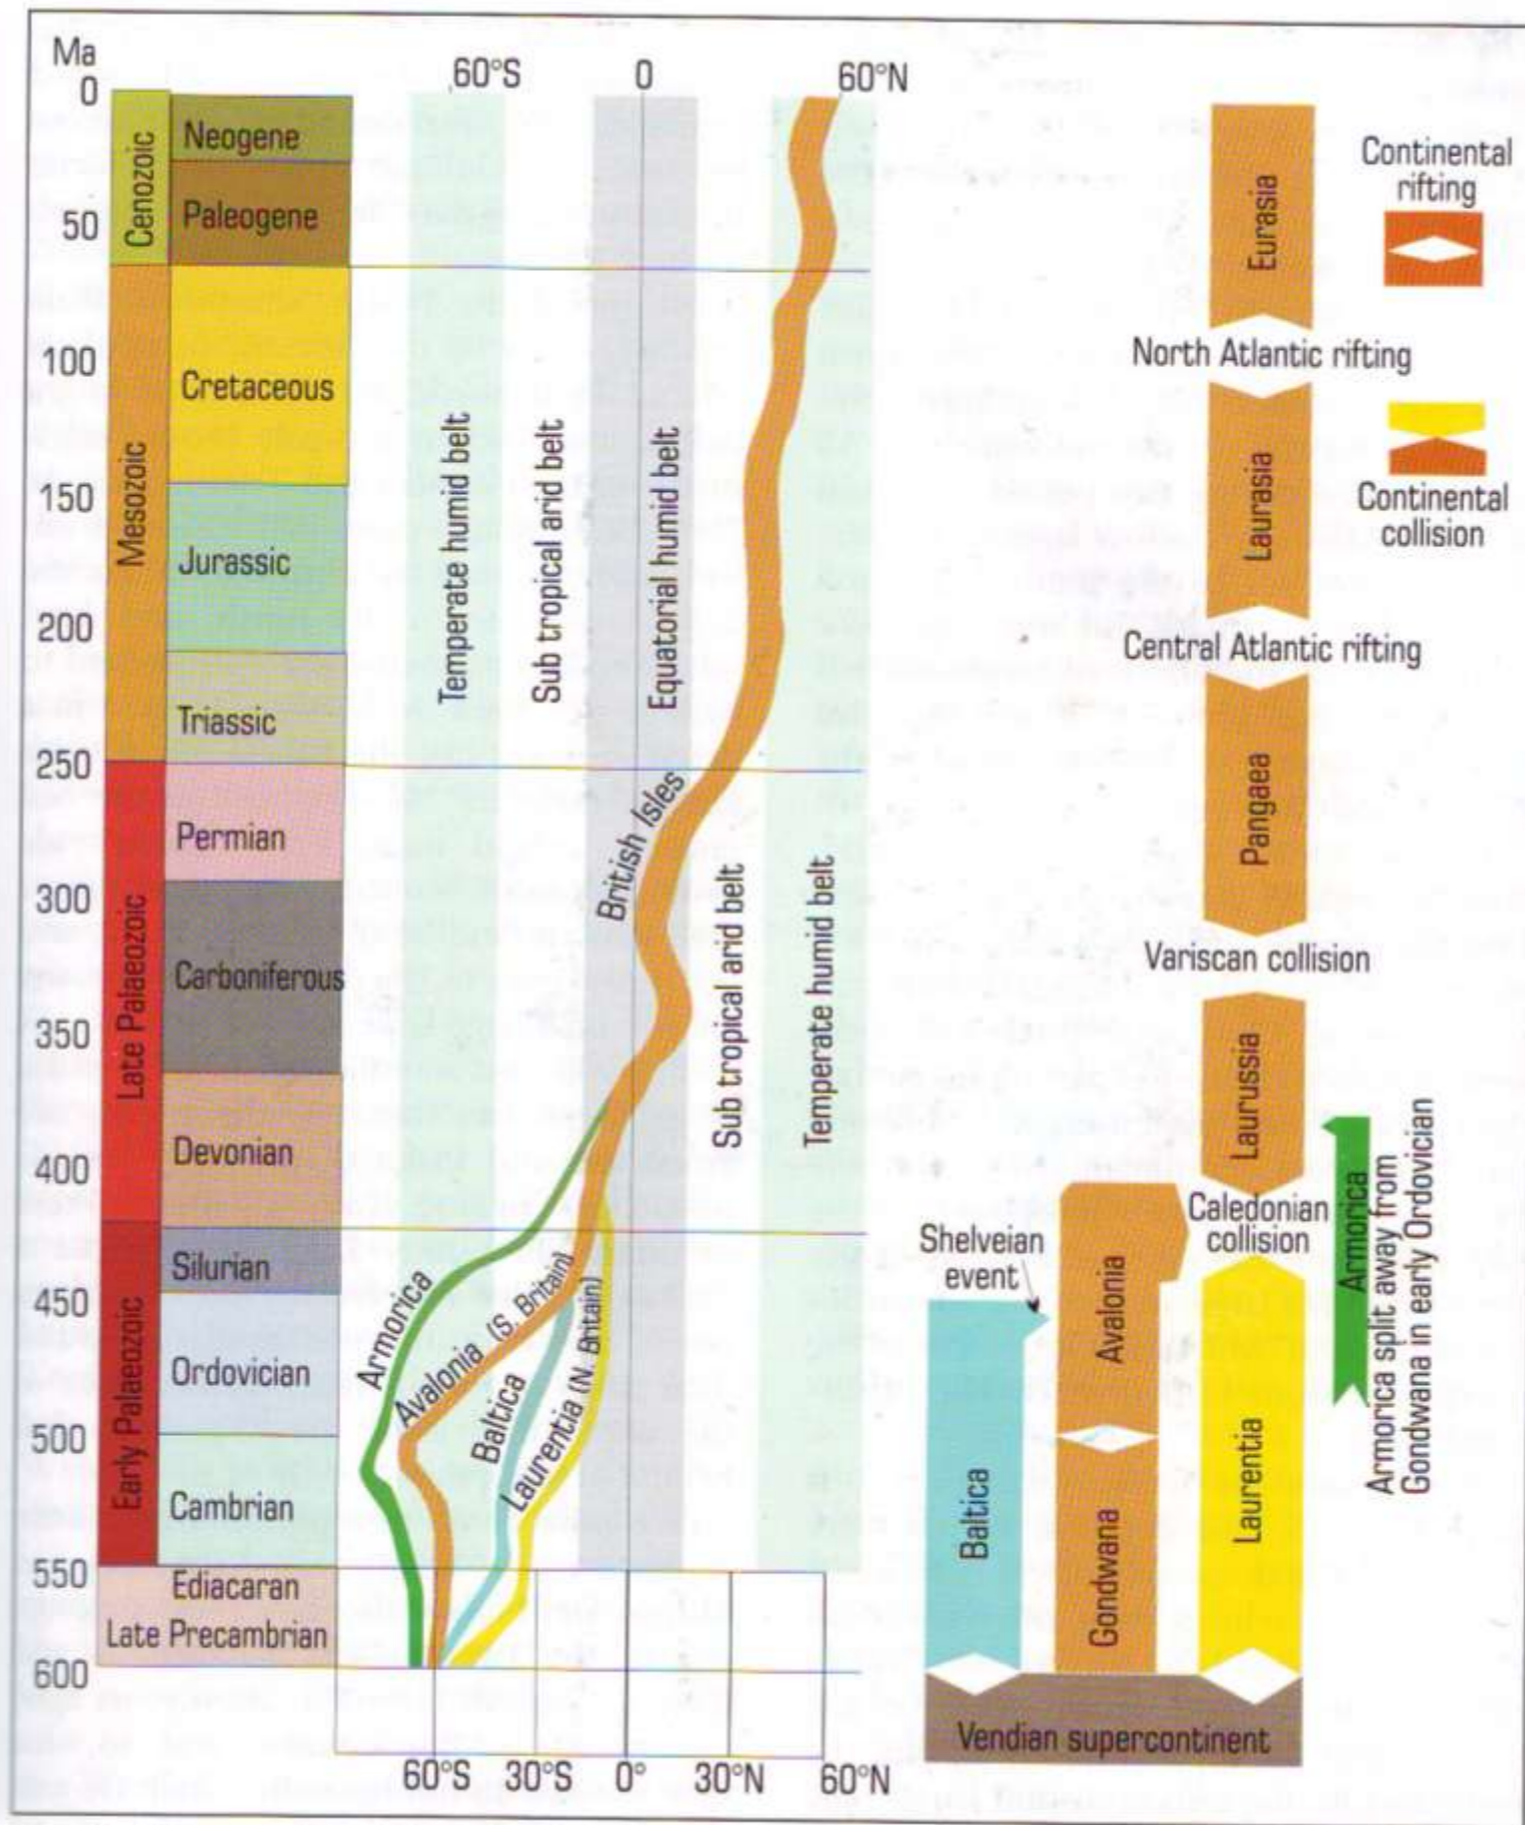 Ma
60°S
0
60°N
0
50
100
150
200
250
300
350
400
450
500
550
600
Cenozoic
Mesozoic
Late Palaeozoic
Early Palaeozoic
Neogene
Paleogene
Cretaceous
Jurassic
Triassic
Permian
Carboniferous
Devonian
Silurian
Ordovician
Cambrian
Ediacaran
Late Precambrian
Temperate humid belt
Sub tropical arid belt
Equatorial humid belt
Sub tropical arid belt
Temperate humid belt
British Isles
Armorica
Avalonia (S. Britain)
Baltica
Laurentia (N. Britain)
60°S
30°S
0°
30°N
60°N
Eurasia
North Atlantic rifting
Laurasia
Central Atlantic rifting
Pangaea
Variscan collision
Laurussia
Caledonian
collision
Shelveian
event
Baltica
Avalonia
Gondwana
Laurentia
Armorica
Armorica split away from
Gondwana in early Ordovician
Vendian supercontinent
Continental
rifting
Continental
collision